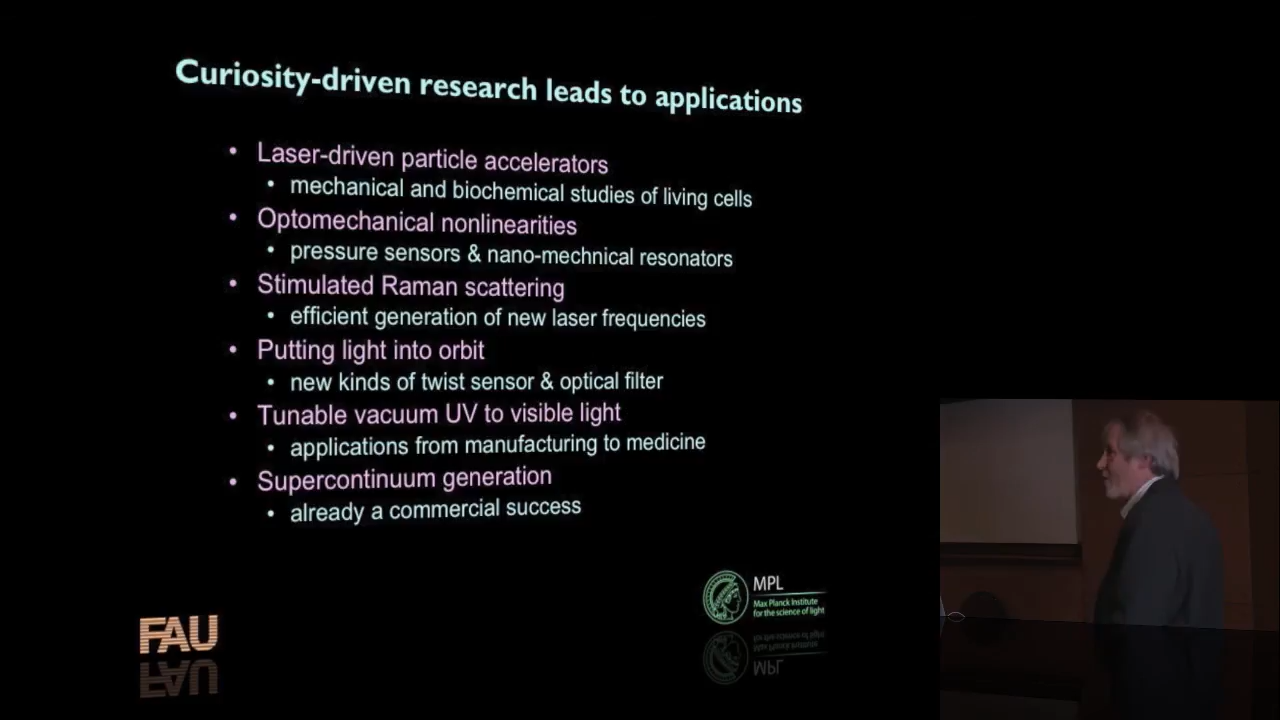 Curiosity-driven research leads to applications
• Laser-driven particle accelerators
• mechanical and biochemical studies of living cells
• Optomechanical nonlinearities
• pressure sensors & nano-mechnical resonators
• Stimulated Raman scattering
• efficient generation of new laser frequencies
• Putting light into orbit
• new kinds of twist sensor & optical filter
• Tunable vacuum UV to visible light
• applications from manufacturing to medicine
• Supercontinuum generation
• already a commercial success
MPL
Max Planck Institute
for the science of light
FAU